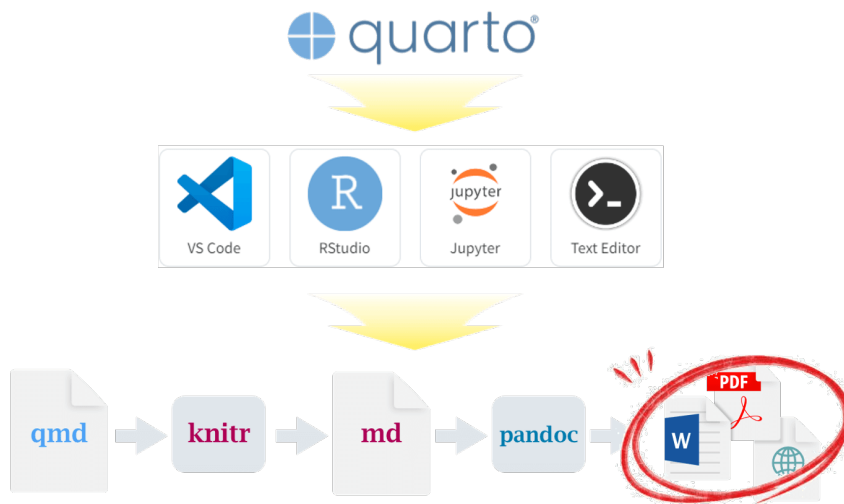 quarto®
jupyter
R
VS Code
RStudio
Jupyter
Text Editor
PDF
qmd
knitr
md
pandoc
W